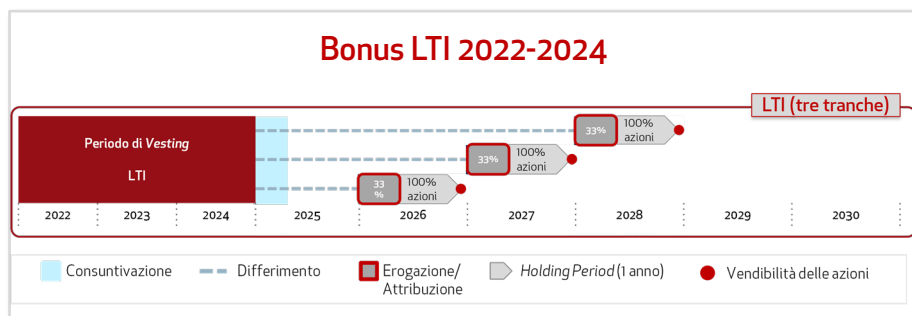 Bonus LTI 2022-2024
LTI (tre tranche)
Periodo di Vesting
LTI
33%
100%
azioni
33%
100%
azioni
33
%
100%
azioni
2022
2023
2024
2025
2026
2027
2028
2029
2030
Consuntivazione
Differimento
Erogazione/
Attribuzione
Holding Period (1 anno)
Vendibilità delle azioni